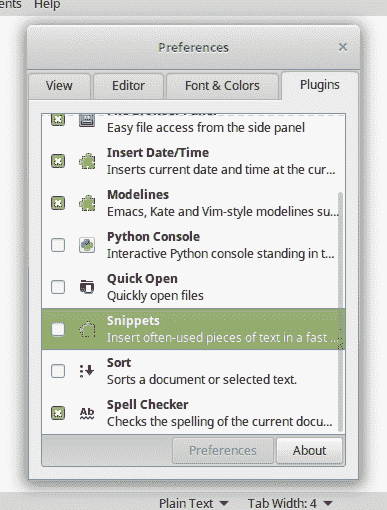 ents Help
Preferences ×
View Editor Font & Colors Plugins
Easy file access from the side panel
Insert Date/Time
Inserts current date and time at the cur...
Modelines
Emacs, Kate and Vim-style modelines su...
Python Console
Interactive Python console standing in t...
Quick Open
Quickly open files
Snippets
Insert often-used pieces of text in a fast ...
Sort
Sorts a document or selected text.
Ab
Spell Checker
Checks the spelling of the current docu...
Preferences About
Plain Text Tab Width: 4